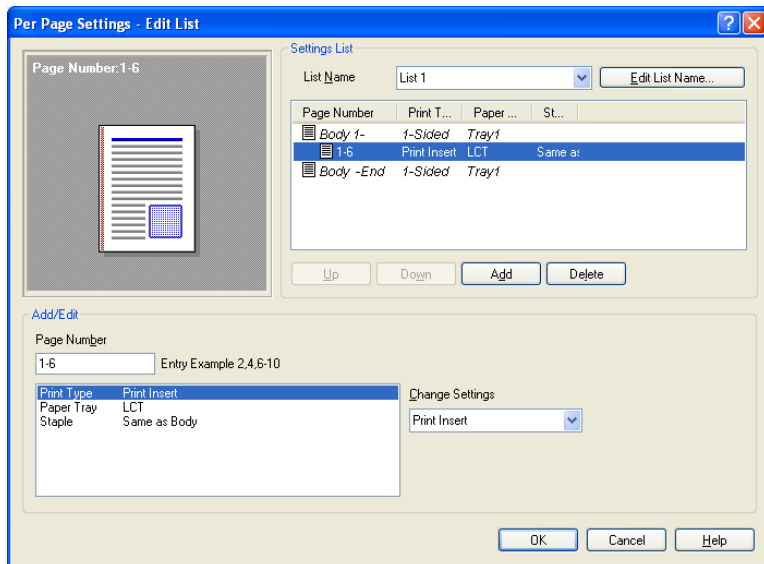 Per Page Settings - Edit List
Page Number:1-6
Settings List
List Name List 1 Edit List Name...
Page Number Print T... Paper ... St...
Body 1- 1-Sided Tray1
1-6 Print Insert LCT Same as
Body -End 1-Sided Tray1
Up Down Add Delete
Add/Edit
Page Number
1-6 Entry Example 2,4,6-10
Print Type Print Insert
Paper Tray LCT
Staple Same as Body
Change Settings
Print Insert
OK Cancel Help